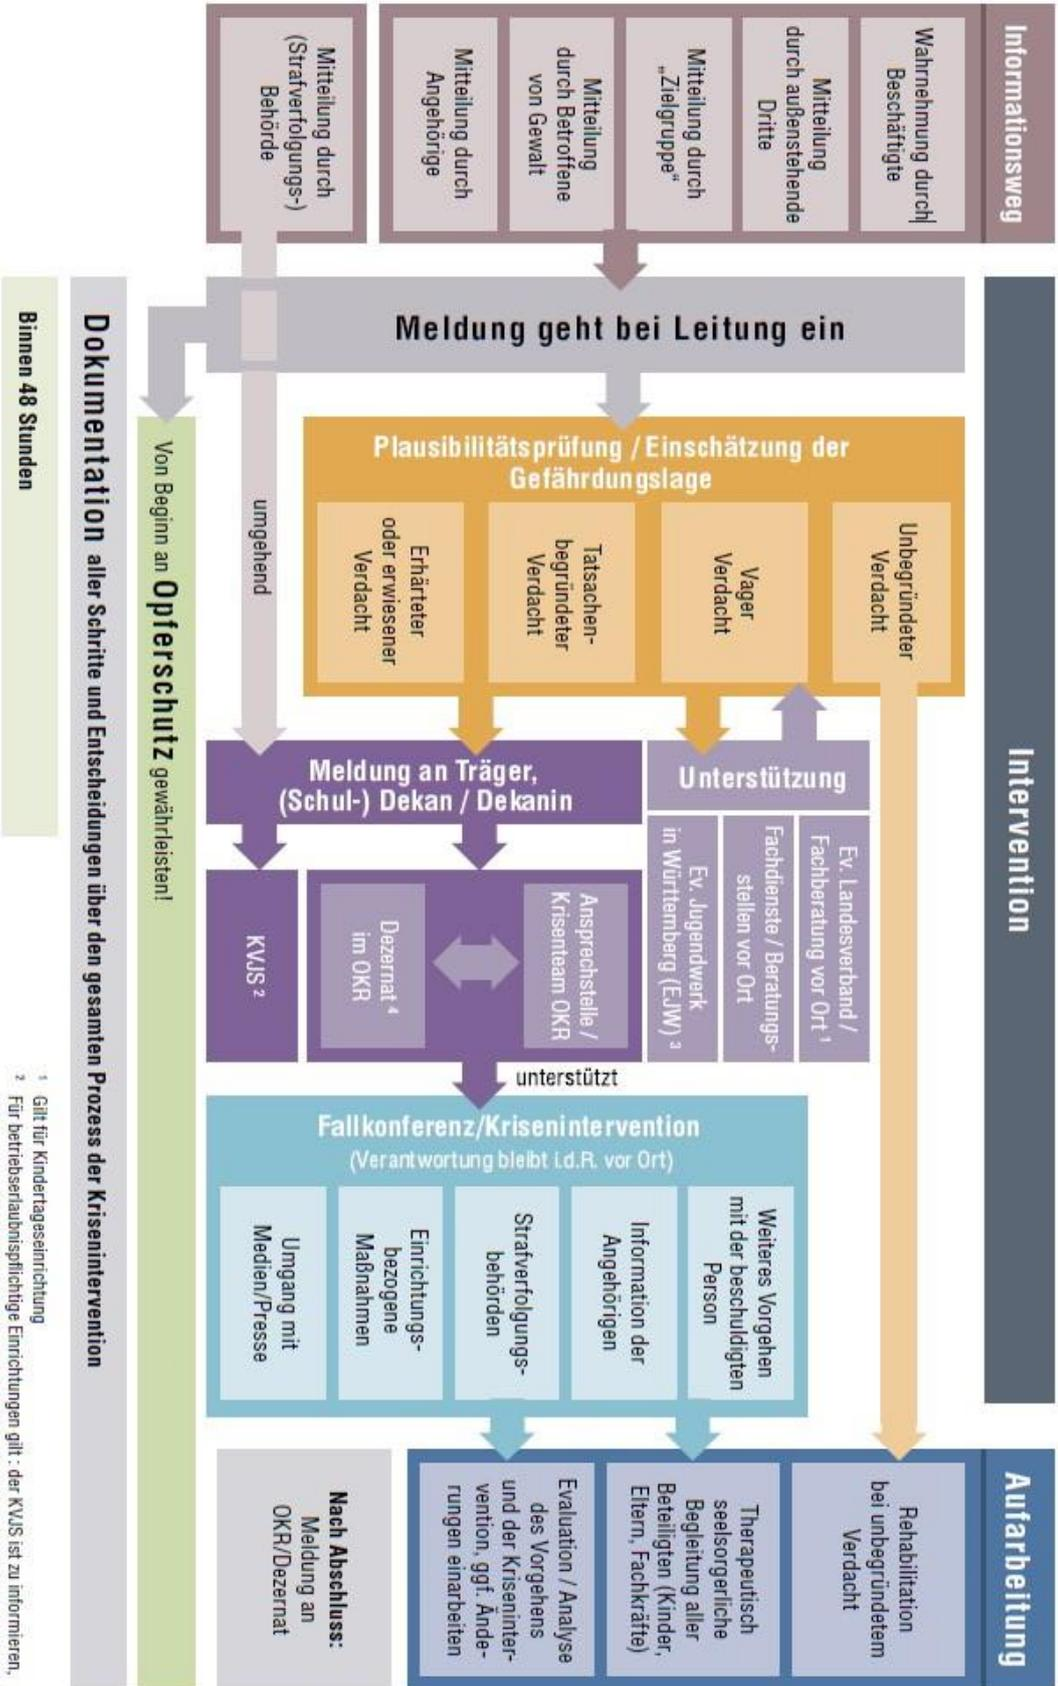 Informationsweg
Wahrnehmung durch
Beschäftigte
Mitteilung
durch außenstehende
Dritte
Mitteilung durch
„Zielgruppe“
Mitteilung
durch Betroffene
von Gewalt
Mitteilung durch
Angehörige
Mitteilung durch
(Strafverfolgungs-)
Behörde
Intervention
Meldung geht bei Leitung ein
Plausibilitätsprüfung / Einschätzung der
Gefährdungslage
Unbegründeter
Verdacht
Vager
Verdacht
Tatsachen-
begründeter
Verdacht
Erhärteter
oder erwiesener
Verdacht
umgehend
Unterstützung
Ev. Landesverband /
Fachberatung vor Ort ¹
Fachdienste / Beratungs-
stellen vor Ort
Ev. Jugendwerk
in Württemberg (EJW) ³
Meldung an Träger,
(Schul-) Dekan / Dekanin
Ansprechstelle /
Krisenteam OKR
Dezernat ⁴
im OKR
KVJS ²
unterstützt
Fallkonferenz/Krisenintervention
(Verantwortung bleibt i.d.R. vor Ort)
Weiteres Vorgehen
mit der beschuldigten
Person
Information der
Angehörigen
Strafverfolgungs-
behörden
Einrichtungs-
bezogene
Maßnahmen
Umgang mit
Medien/Presse
Aufarbeitung
Rehabilitation
bei unbegründetem
Verdacht
Therapeutisch
seelsorgerliche
Begleitung aller
Beteiligten (Kinder,
Eltern, Fachkräfte)
Evaluation / Analyse
des Vorgehens
und der Kriseninter-
vention, ggf. Ände-
rungen einarbeiten
Nach Abschluss:
Meldung an
OKR/Dezernat
Von Beginn an Opferschutz gewährleisten!
Dokumentation aller Schritte und Entscheidungen über den gesamten Prozess der Krisenintervention
Binnen 48 Stunden
¹ Gilt für Kindertageseinrichtung
² Für betriebserlaubnispflichtige Einrichtungen gilt : der KVJS ist zu informieren,